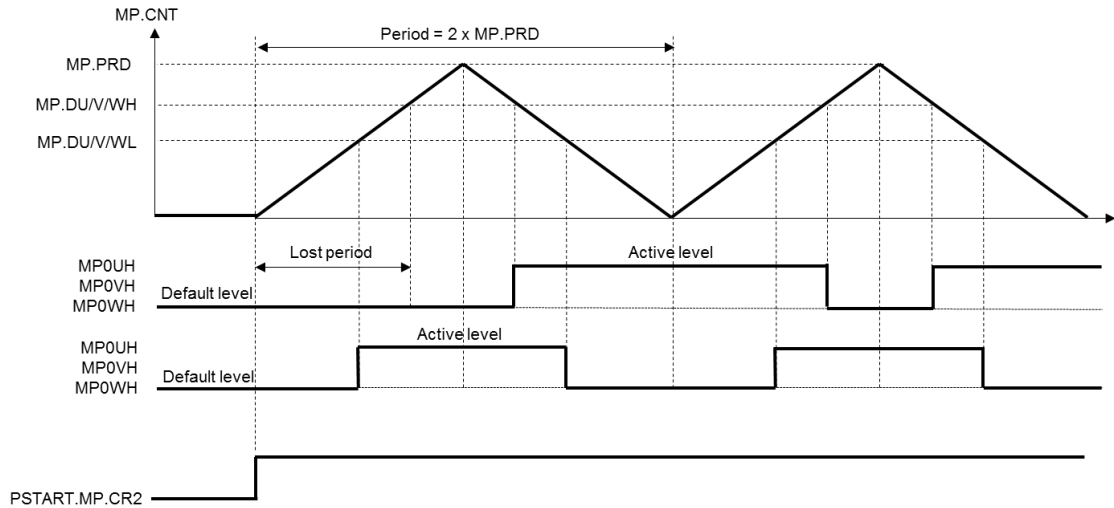 MP.CNT
Period = 2 x MP.PRD
MP.PRD
MP.DU/V/WH
MP.DU/V/WL
Lost period
Active level
MP0UH
MP0VH
MP0WH
Default level
Active level
MP0UH
MP0VH
MP0WH
Default level
PSTART.MP.CR2